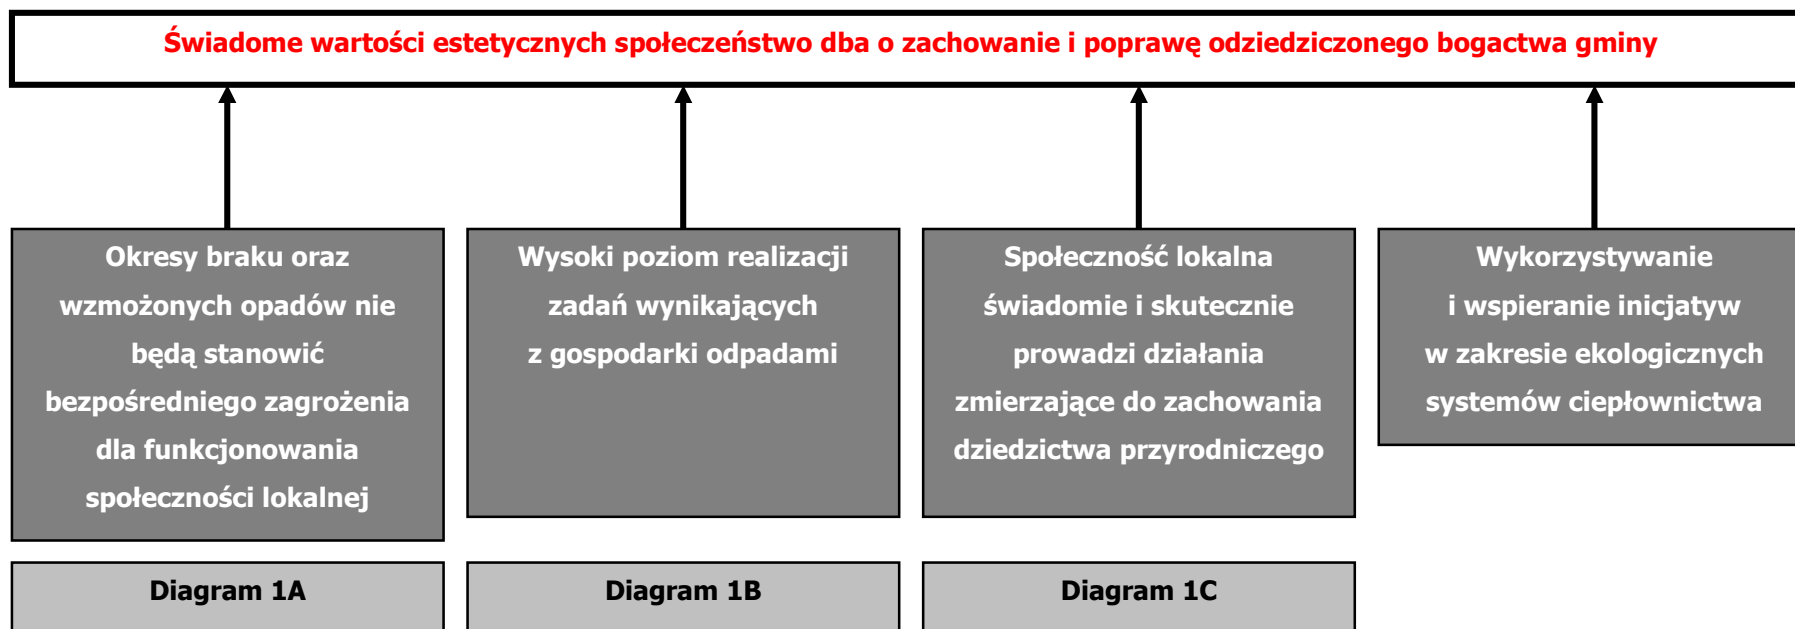 Świadome wartości estetycznych społeczeństwo dba o zachowanie i poprawę odziedziczonego bogactwa gminy
Okresy braku oraz
wzmożonych opadów nie
będą stanowić
bezpośredniego zagrożenia
dla funkcjonowania
społeczności lokalnej
Wysoki poziom realizacji
zadań wynikających
z gospodarki odpadami
Społeczność lokalna
świadomie i skutecznie
prowadzi działania
zmierzające do zachowania
dziedzictwa przyrodniczego
Wykorzystywanie
i wspieranie inicjatyw
w zakresie ekologicznych
systemów ciepłownictwa
Diagram 1A
Diagram 1B
Diagram 1C